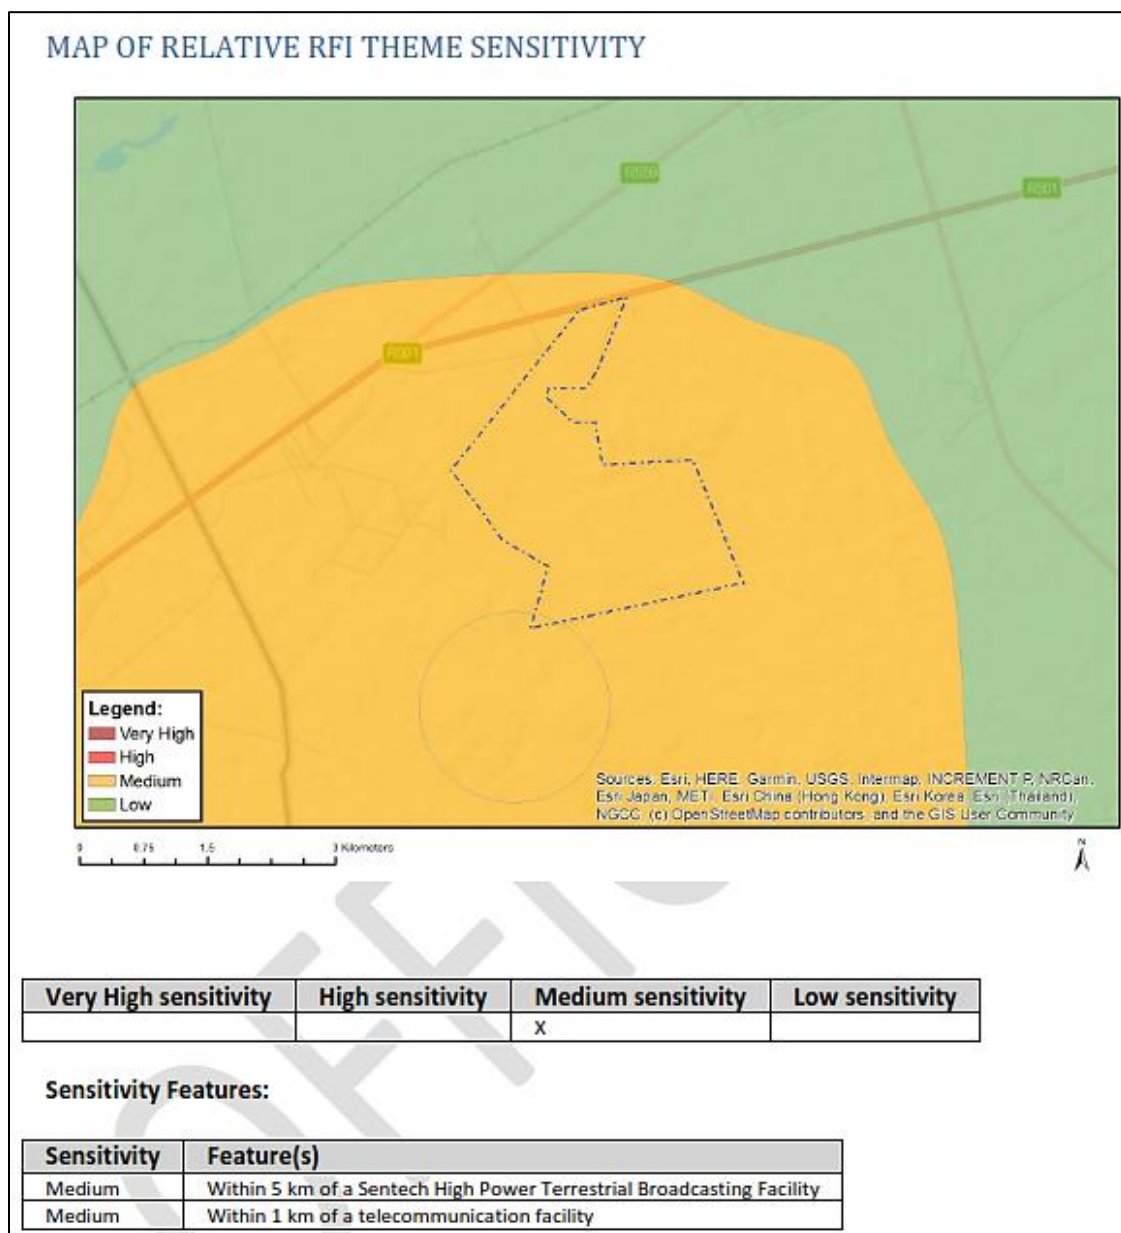 MAP OF RELATIVE RFI THEME SENSITIVITY
R501
R501
Legend:
Very High
High
Medium
Low
Sources: Esri, HERE, Garmin, USGS, Intermap, INCREMENT P, NRCan,
Esri Japan, METI, Esri China (Hong Kong), Esri Korea, Esri (Thailand),
NGCC, (c) OpenStreetMap contributors, and the GIS User Community
0 0.75 1.5 3 Kilometers
N
Very High sensitivity High sensitivity Medium sensitivity Low sensitivity
X
Sensitivity Features:
Sensitivity Feature(s)
Medium Within 5 km of a Sentech High Power Terrestrial Broadcasting Facility
Medium Within 1 km of a telecommunication facility